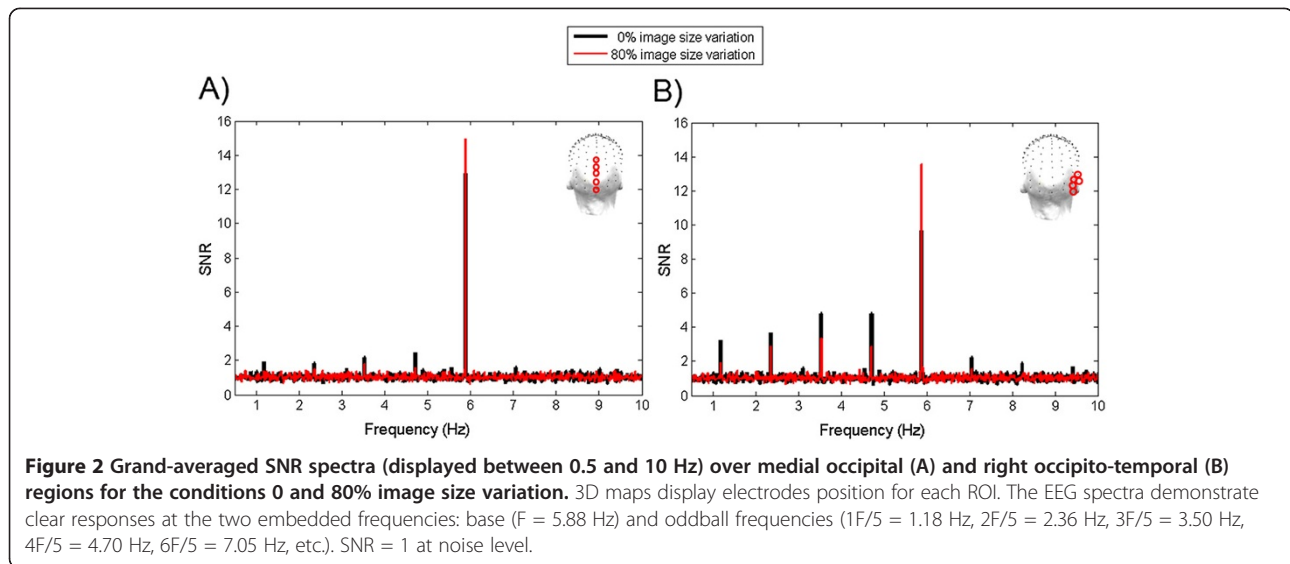 0% image size variation
80% image size variation
A)
16
14
12
10
8
6
4
2
0
SNR
1 2 3 4 5 6 7 8 9 10
Frequency (Hz)
B)
16
14
12
10
8
6
4
2
0
SNR
1 2 3 4 5 6 7 8 9 10
Frequency (Hz)
Figure 2 Grand-averaged SNR spectra (displayed between 0.5 and 10 Hz) over medial occipital (A) and right occipito-temporal (B)
regions for the conditions 0 and 80% image size variation. 3D maps display electrodes position for each ROI. The EEG spectra demonstrate
clear responses at the two embedded frequencies: base (F = 5.88 Hz) and oddball frequencies (1F/5 = 1.18 Hz, 2F/5 = 2.36 Hz, 3F/5 = 3.50 Hz,
4F/5 = 4.70 Hz, 6F/5 = 7.05 Hz, etc.). SNR = 1 at noise level.